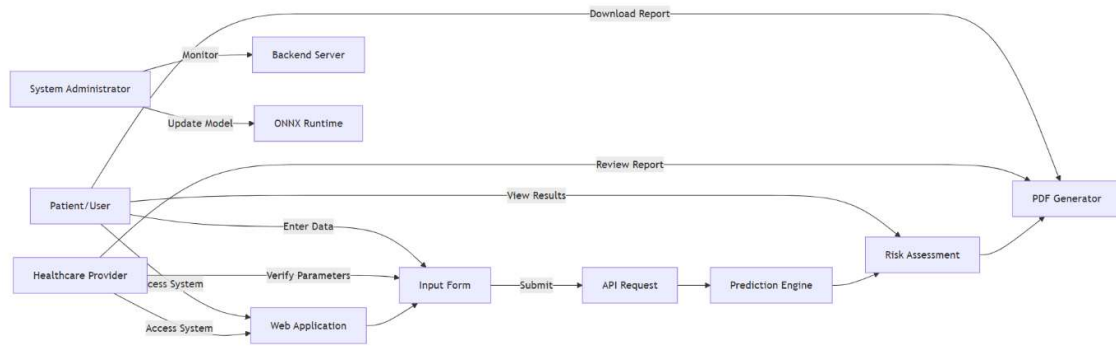 Download Report
Monitor
Backend Server
System Administrator
Update Model
ONNX Runtime
Review Report
Patient/User
View Results
PDF Generator
Enter Data
Risk Assessment
Healthcare Provider
Verify Parameters
Input Form
Submit
API Request
Prediction Engine
ccess System
Access System
Web Application